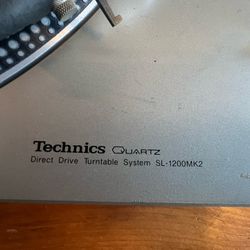 Technics QUARTZ
Direct Drive Turntable System SL-1200MK2